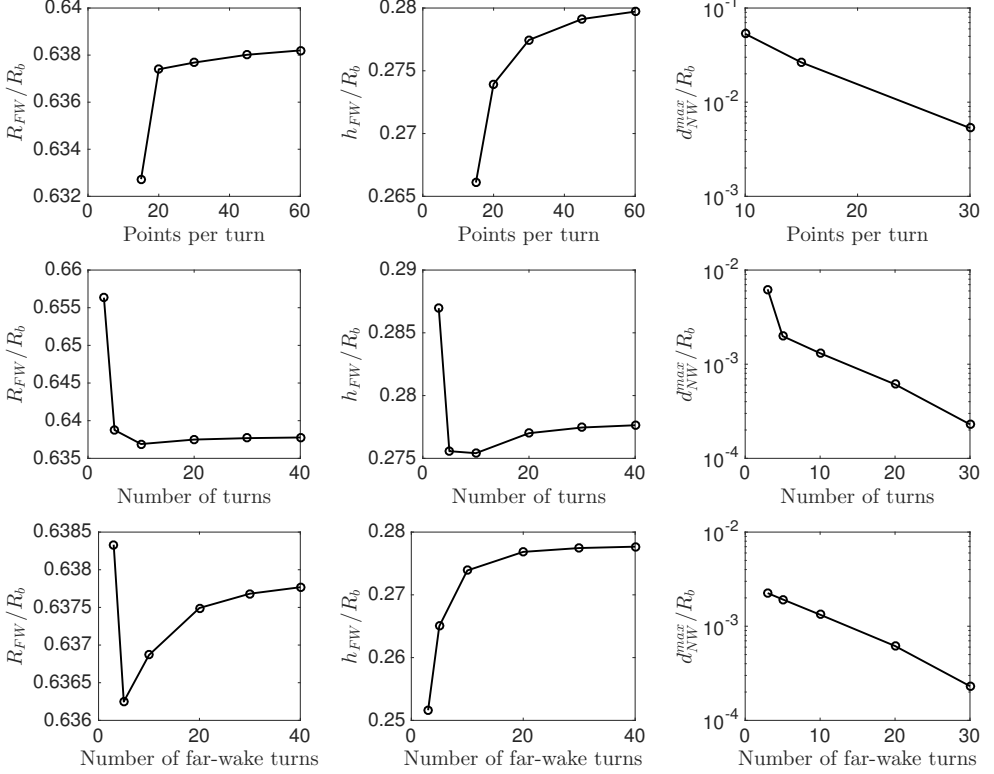 0.64
0.638
0.636
0.634
0.632
R_{FW}/R_b
0 20 40 60
Points per turn
0.28
0.275
0.27
0.265
h_{FW}/R_b
0 20 40 60
Points per turn
10^{-1}
10^{-2}
10^{-3}
d_{NW}^{max}/R_b
10 20 30
Points per turn
0.66
0.655
0.65
0.645
0.64
0.635
R_{FW}/R_b
0 20 40
Number of turns
0.29
0.285
0.28
0.275
h_{FW}/R_b
0 20 40
Number of turns
10^{-2}
10^{-3}
10^{-4}
d_{NW}^{max}/R_b
0 10 20 30
Number of turns
0.6385
0.638
0.6375
0.637
0.6365
0.636
R_{FW}/R_b
0 20 40
Number of far-wake turns
0.28
0.27
0.26
0.25
h_{FW}/R_b
0 20 40
Number of far-wake turns
10^{-2}
10^{-3}
10^{-4}
d_{NW}^{max}/R_b
0 10 20 30
Number of far-wake turns